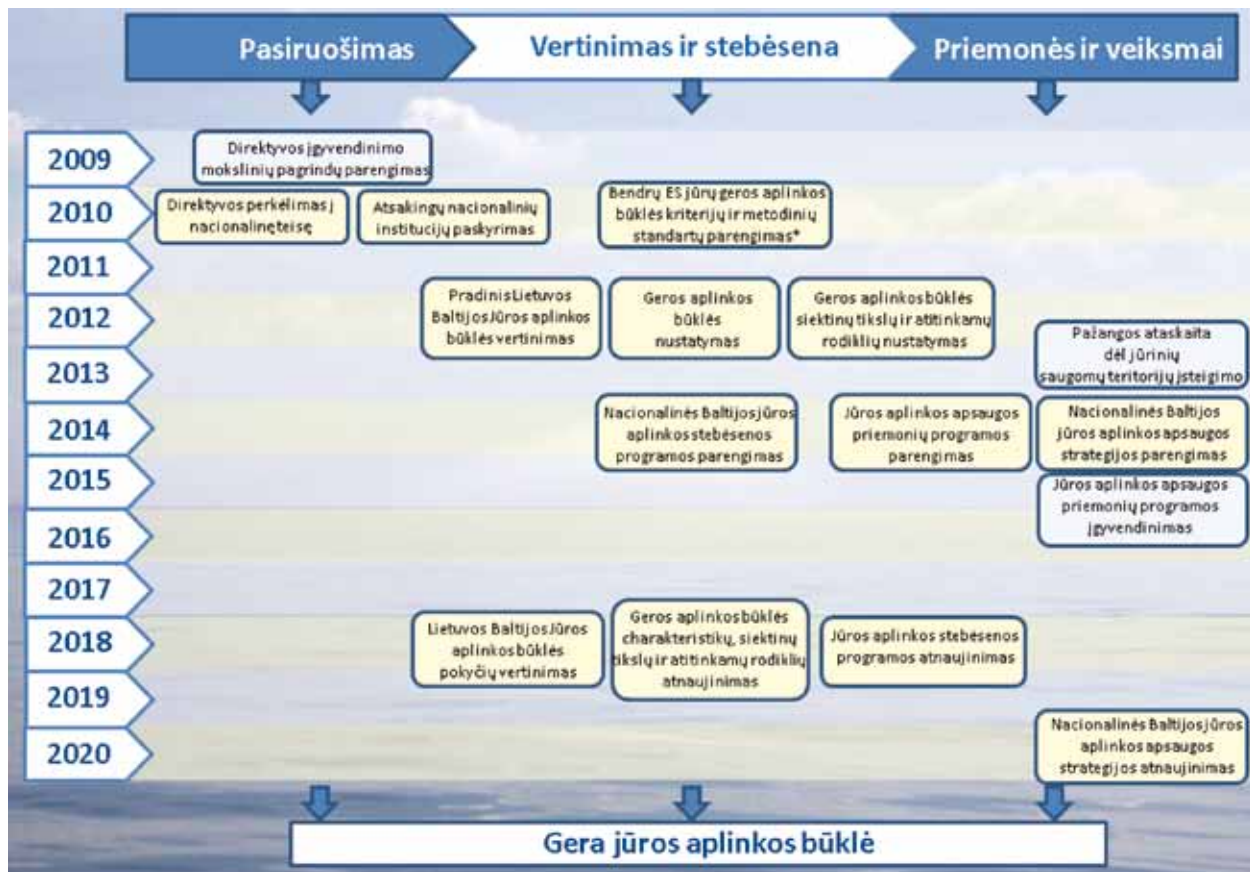 Pasiruošimas
Vertinimas ir stebėsena
Priemonės ir veiksmai
2009
Direktyvos įgyvendinimo
mokslinių pagrindų parengimas
2010
Direktyvos perkėlimas į
nacionalinę teisę
Atsakingų nacionalinių
institucijų paskyrimas
Bendrų ES jūrų geros aplinkos
būklės kriterijų ir metodinių
standartų parengimas*
2011
2012
Pradinis Lietuvos
Baltijos Jūros aplinkos
būklės vertinimas
Geros aplinkos
būklės
nustatymas
Geros aplinkos būklės
siektinų tikslų ir atitinkamų
rodiklių nustatymas
Pažangos ataskaita
dėl jūrinių
saugomų teritorijų įsteigimo
2013
2014
Nacionalinės Baltijos jūros
aplinkos stebėsenos
programos parengimas
Jūros aplinkos apsaugos
priemonių programos
parengimas
Nacionalinės Baltijos
jūros aplinkos apsaugos
strategijos parengimas
2015
Jūros aplinkos apsaugos
priemonių programos
įgyvendinimas
2016
2017
2018
Lietuvos Baltijos Jūros
aplinkos būklės
pokyčių vertinimas
Geros aplinkos būklės
charakteristikų, siektinų
tikslų ir atitinkamų rodiklių
atnaujinimas
Jūros aplinkos stebėsenos
programos atnaujinimas
2019
2020
Nacionalinės Baltijos jūros
aplinkos apsaugos
strategijos atnaujinimas
Gera jūros aplinkos būklė